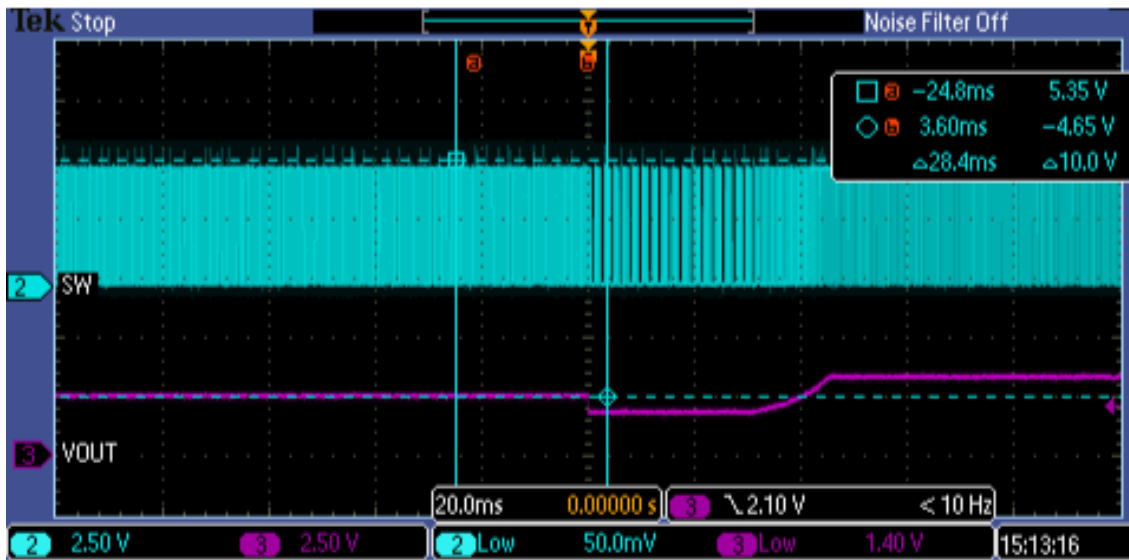 Tek Stop Noise Filter Off
a b
a −24.8ms 5.35 V
b 3.60ms −4.65 V
△28.4ms △10.0 V
2 SW
3 VOUT
20.0ms 0.00000 s 3 \ 2.10 V < 10 Hz
2 2.50 V 3 2.50 V 2 Low 50.0mV 3 Low 1.40 V 15:13:16